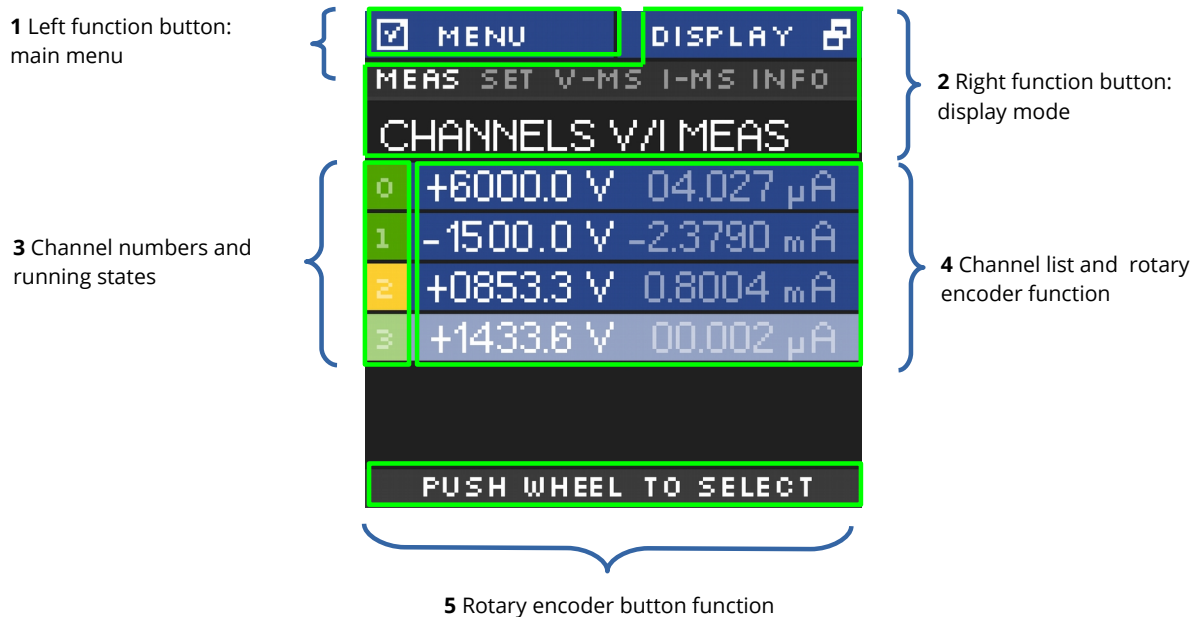 1 Left function button:
main menu
MENU
DISPLAY
MEAS SET V-MS I-MS INFO
CHANNELS V/I MEAS
2 Right function button:
display mode
0 +6000.0 V 04.027 µA
1 -1500.0 V -2.3790 mA
2 +0853.3 V 0.8004 mA
3 +1433.6 V 00.002 µA
3 Channel numbers and
running states
4 Channel list and rotary
encoder function
PUSH WHEEL TO SELECT
5 Rotary encoder button function